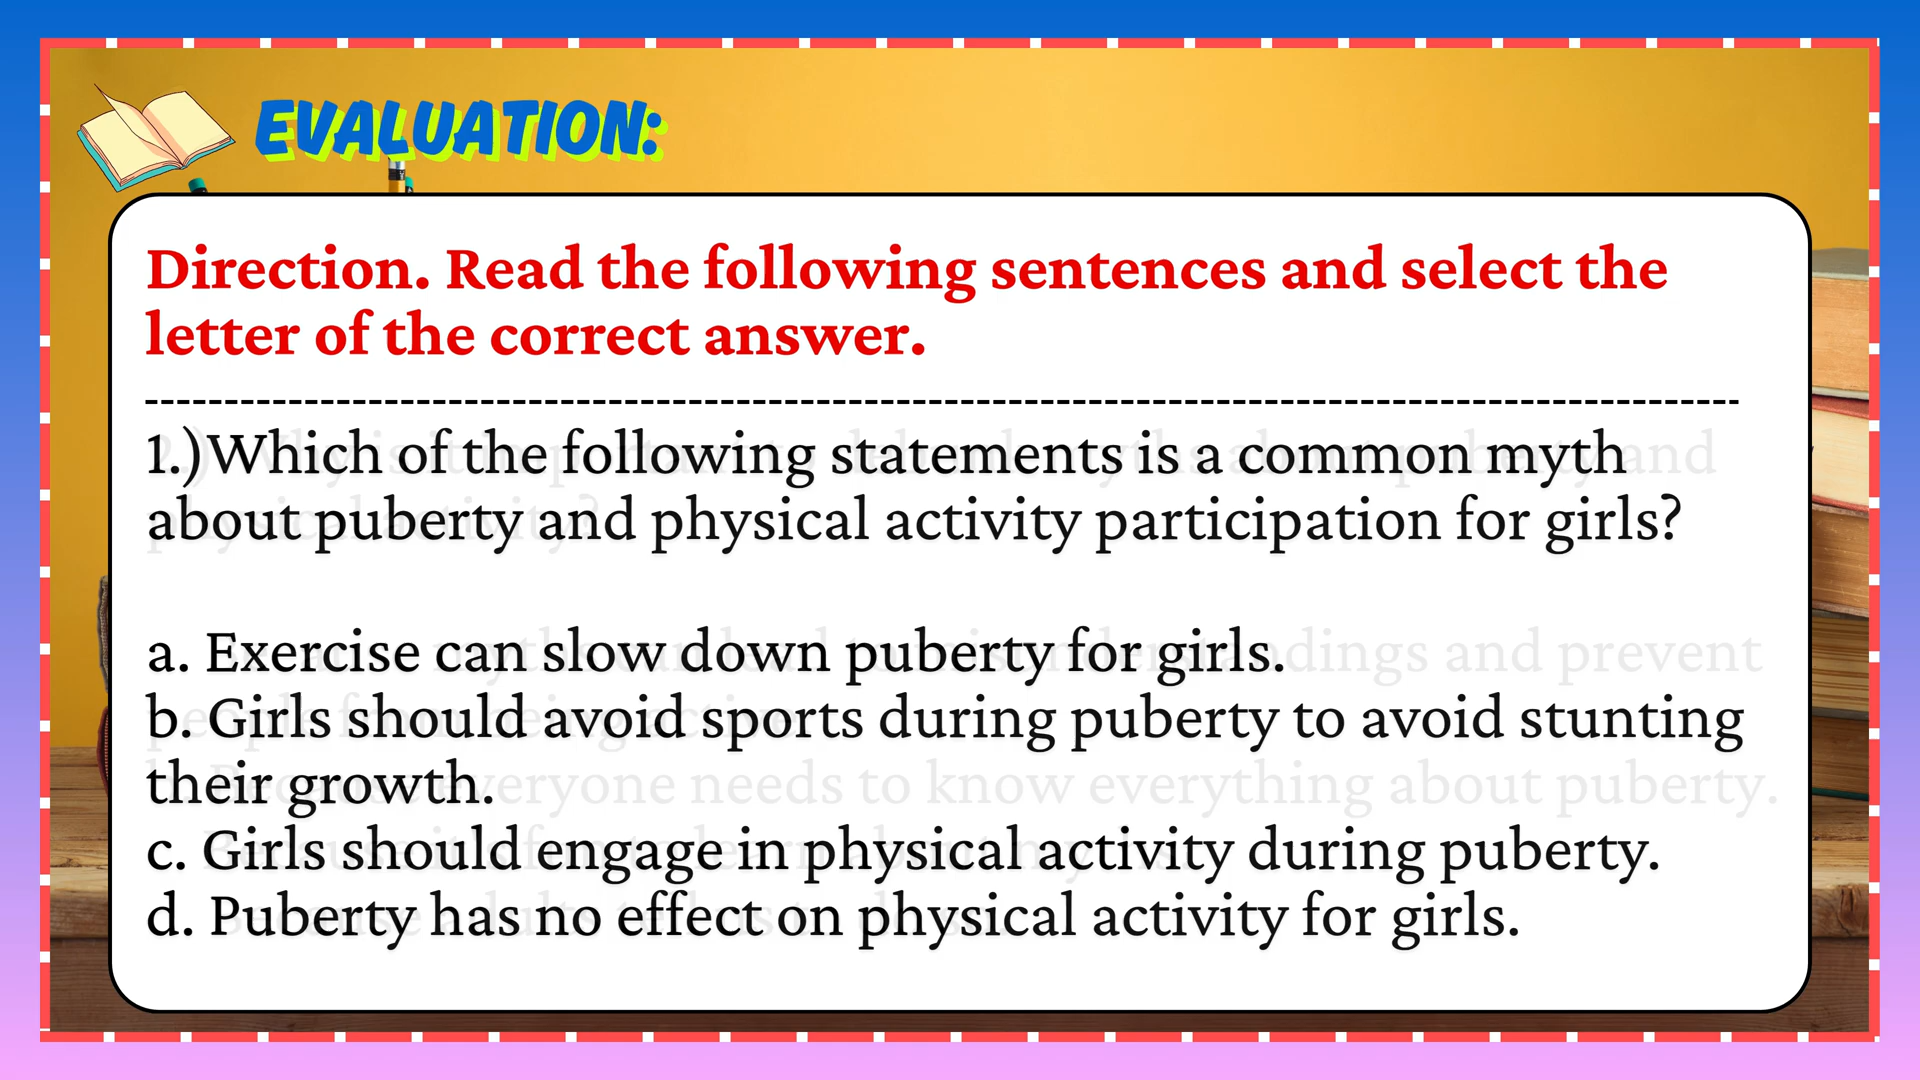 EVALUATION:
Direction. Read the following sentences and select the
letter of the correct answer.
1.)Which of the following statements is a common myth
about puberty and physical activity participation for girls?
a. Exercise can slow down puberty for girls.
b. Girls should avoid sports during puberty to avoid stunting
their growth.
c. Girls should engage in physical activity during puberty.
d. Puberty has no effect on physical activity for girls.